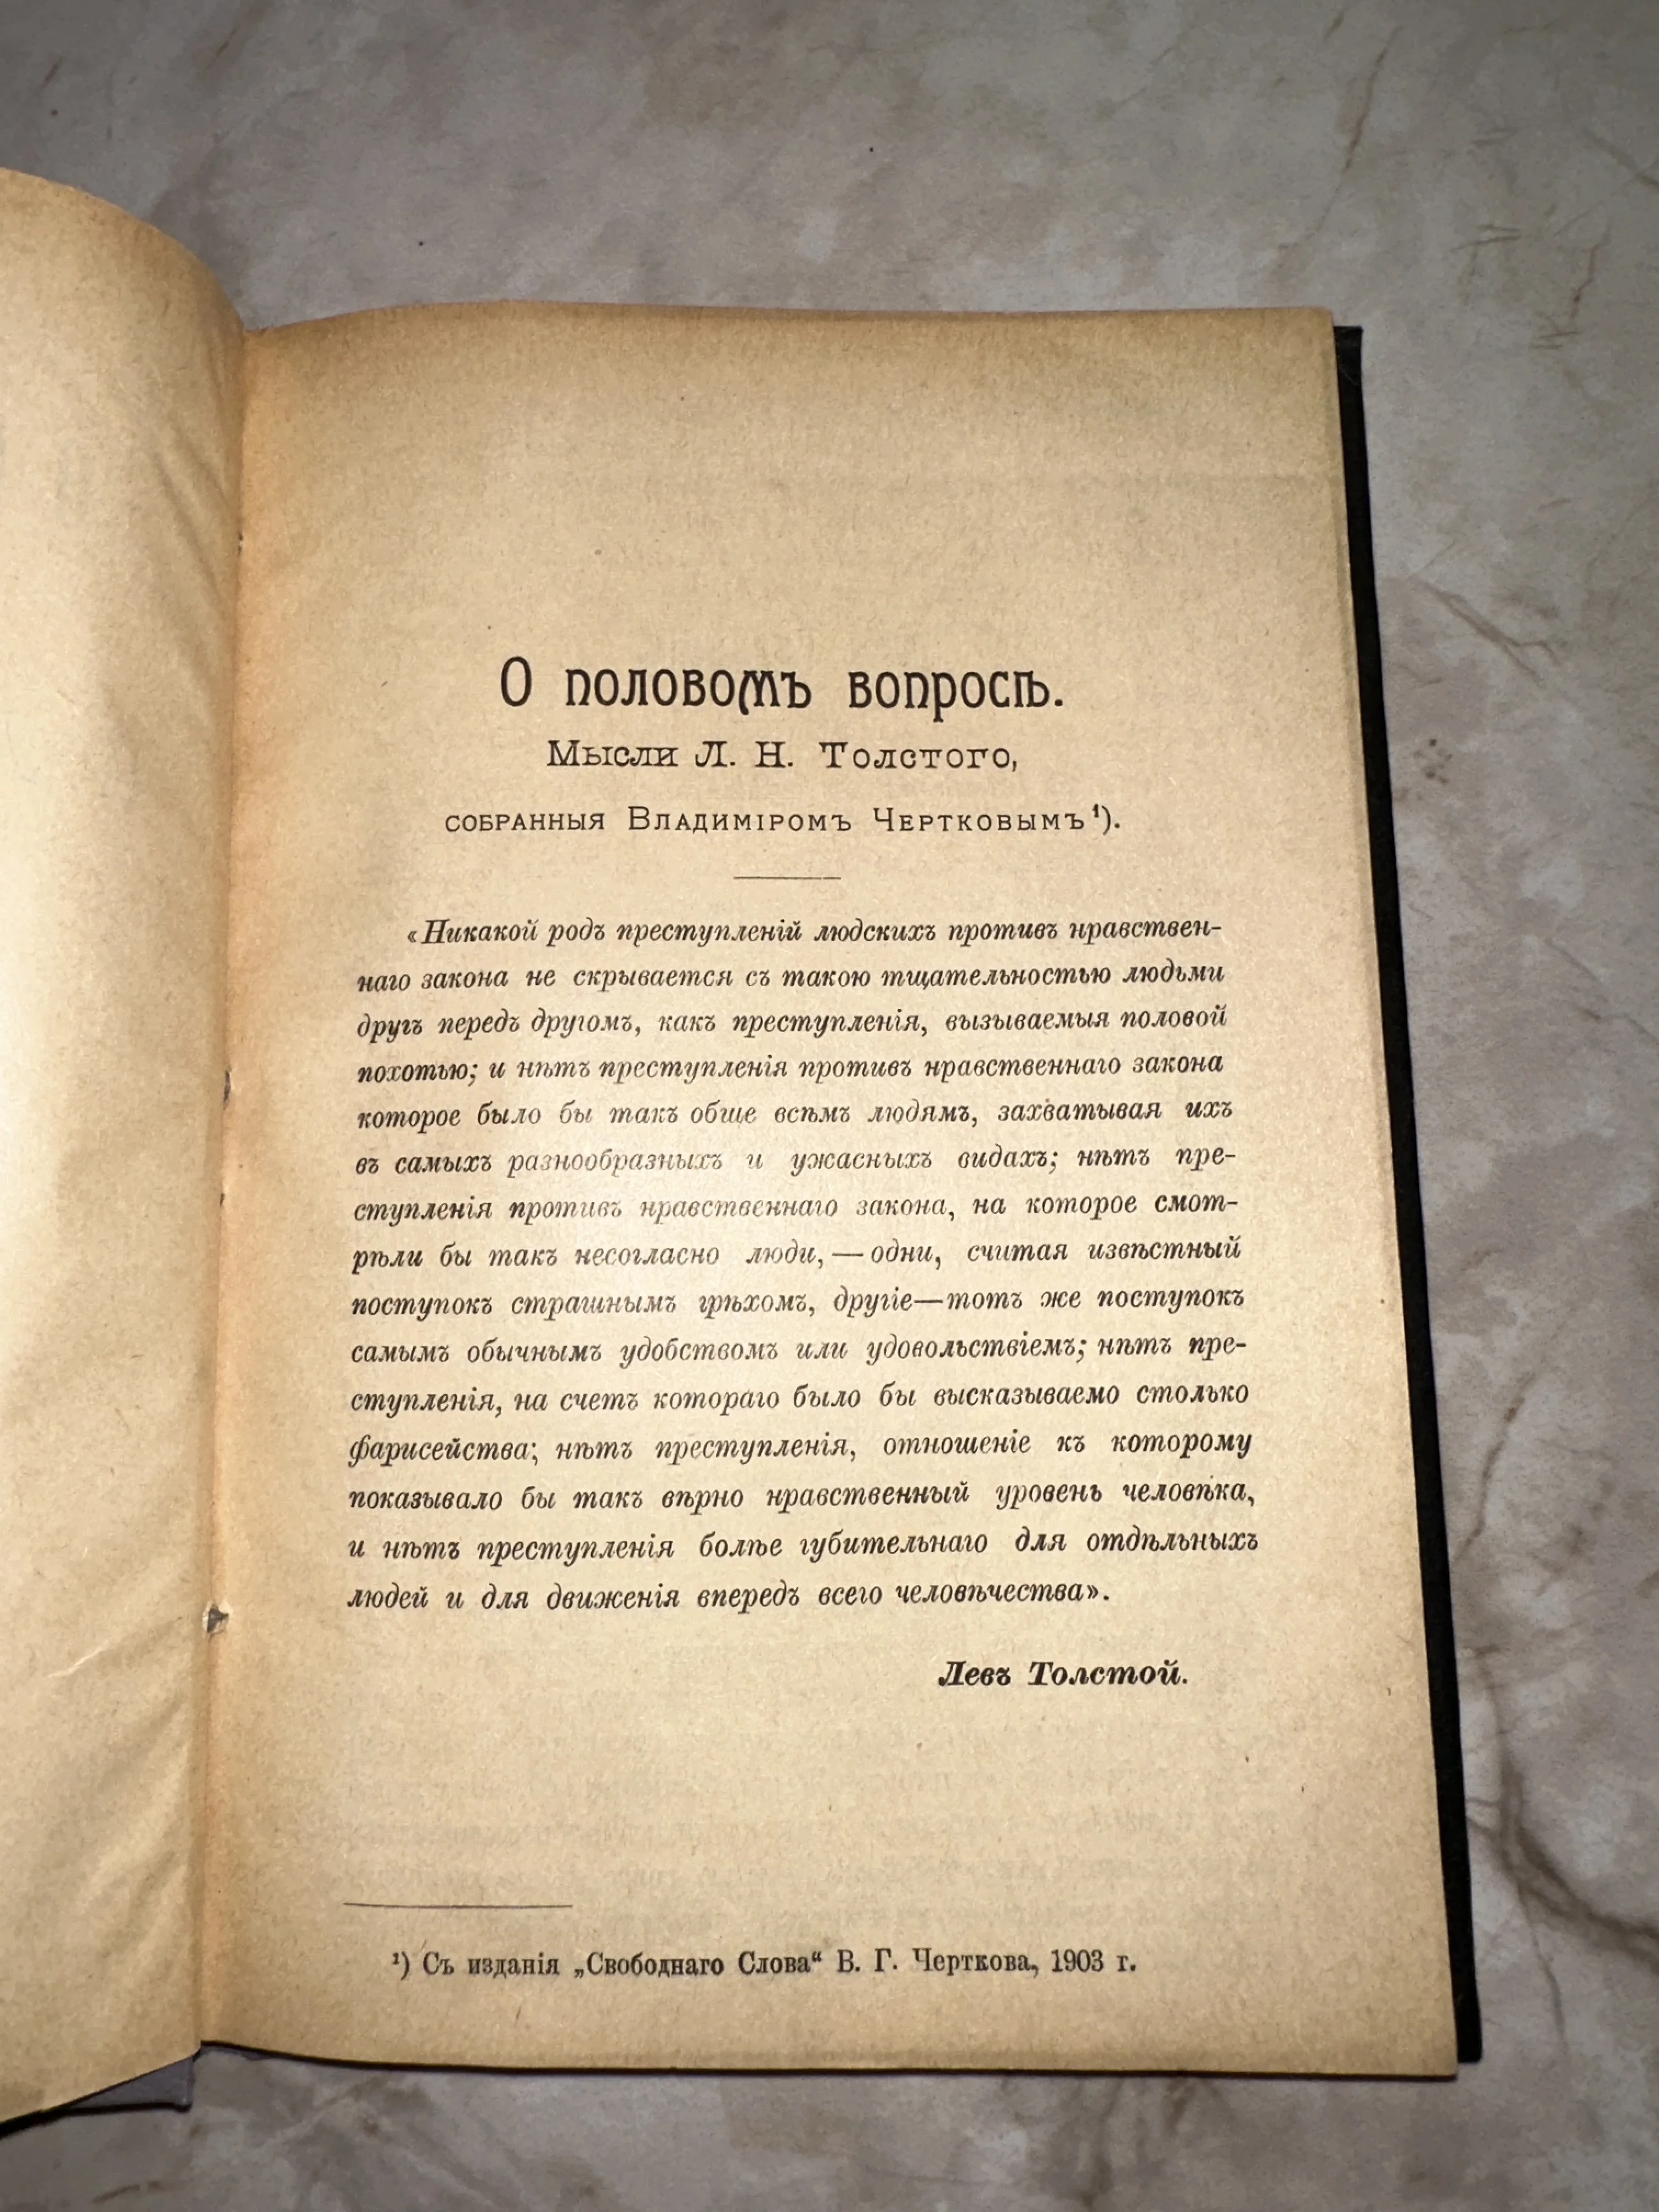 О половомъ вопросѣ.
Мысли Л. Н. Толстого,
собранныя Владиміромъ Чертковымъ¹).
«Никакой родъ преступленій людскихъ противъ нравствен-
наго закона не скрывается съ такою тщательностью людьми
другъ передъ другомъ, какъ преступленія, вызываемыя половой
похотью; и нѣтъ преступленія противъ нравственнаго закона
которое было бы такъ обще всѣмъ людямъ, захватывая ихъ
въ самыхъ разнообразныхъ и ужасныхъ видахъ; нѣтъ пре-
ступленія противъ нравственнаго закона, на которое смот-
рѣли бы такъ несогласно люди, — одни, считая извѣстный
поступокъ страшнымъ грѣхомъ, другіе—тотъ же поступокъ
самымъ обычнымъ удобствомъ или удовольствіемъ; нѣтъ пре-
ступленія, на счетъ котораго было бы высказываемо столько
фарисейства; нѣтъ преступленія, отношеніе къ которому
показывало бы такъ вѣрно нравственный уровень человѣка,
и нѣтъ преступленія болѣе губительнаго для отдѣльныхъ
людей и для движенія впередъ всего человѣчества».
Левъ Толстой.
¹) Съ изданія „Свободнаго Слова“ В. Г. Черткова, 1903 г.